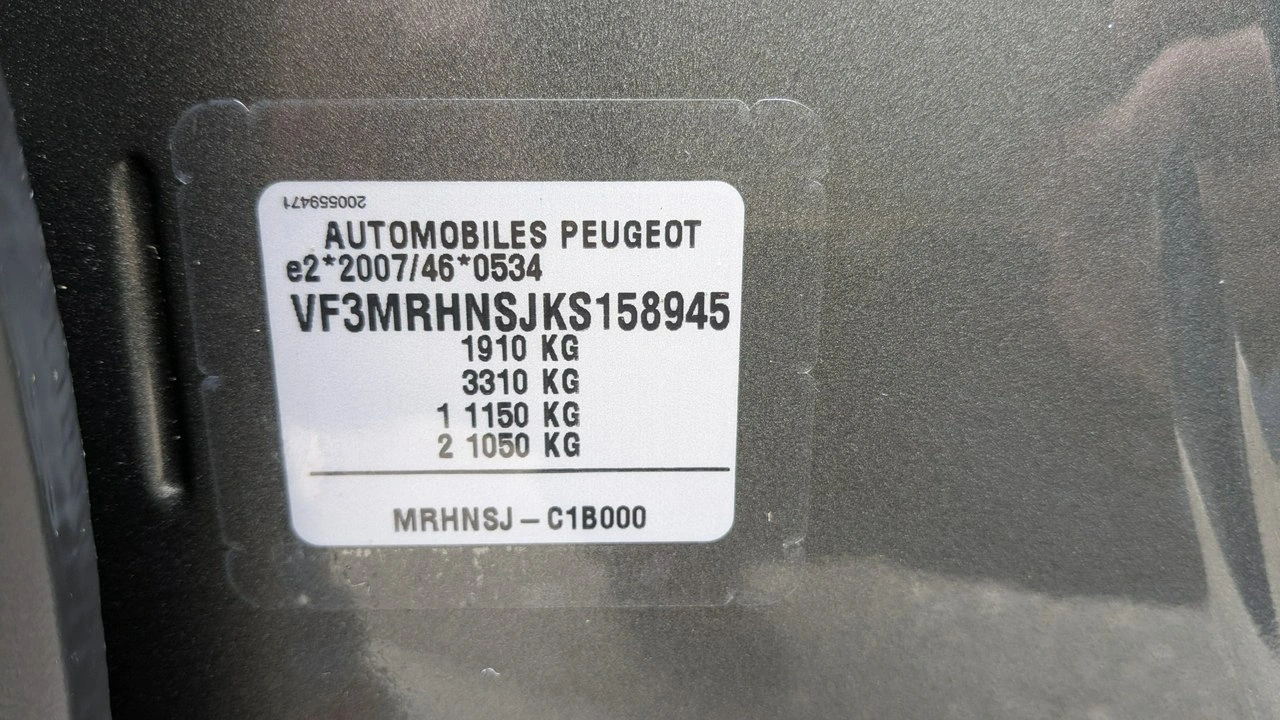 200559471
AUTOMOBILES PEUGEOT
e2*2007/46*0534
VF3MRHNSJKS158945
1910 KG
3310 KG
1 1150 KG
2 1050 KG
MRHNSJ – C1B000